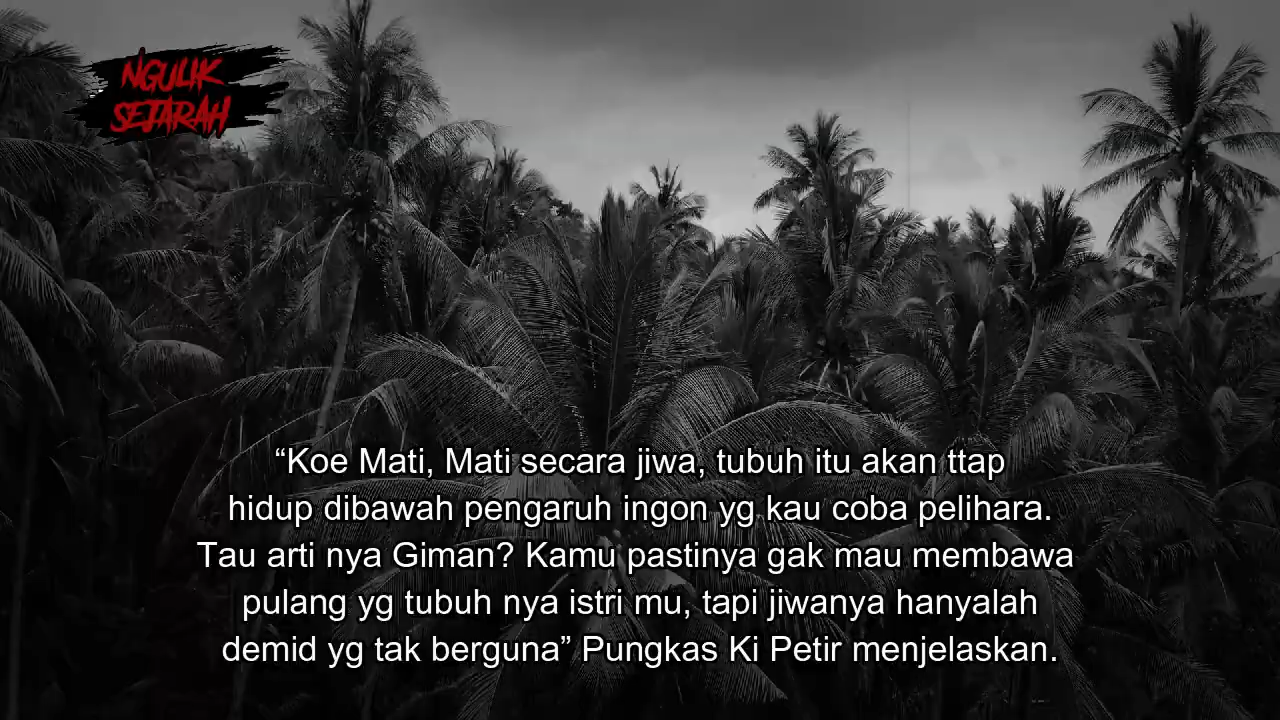 NGULIK
SEJARAH
“Koe Mati, Mati secara jiwa, tubuh itu akan ttap
hidup dibawah pengaruh ingon yg kau coba pelihara.
Tau arti nya Giman? Kamu pastinya gak mau membawa
pulang yg tubuh nya istri mu, tapi jiwanya hanyalah
demid yg tak berguna” Pungkas Ki Petir menjelaskan.